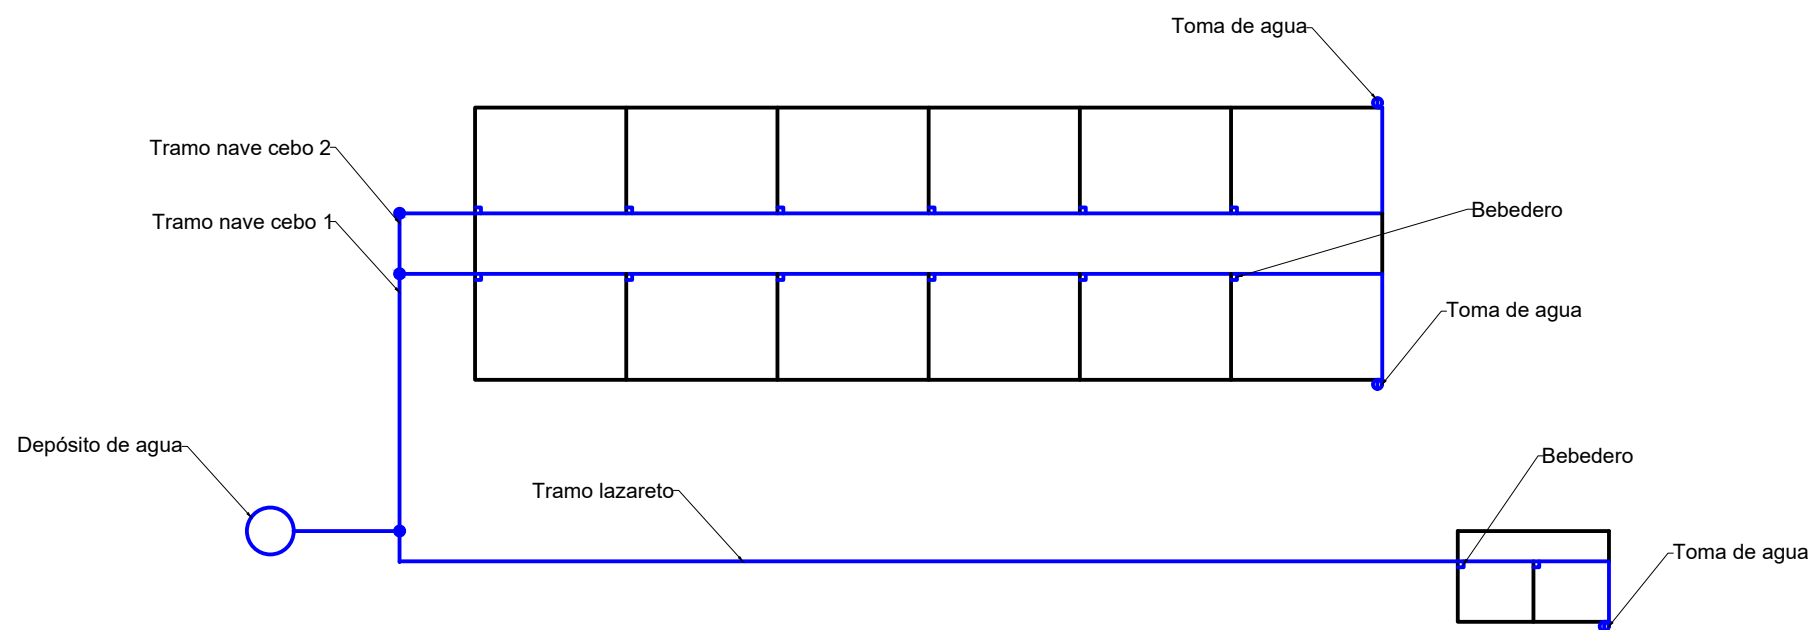 Toma de agua
Tramo nave cebo 2
Tramo nave cebo 1
Bebedero
Toma de agua
Depósito de agua
Bebedero
Tramo lazareto
Toma de agua